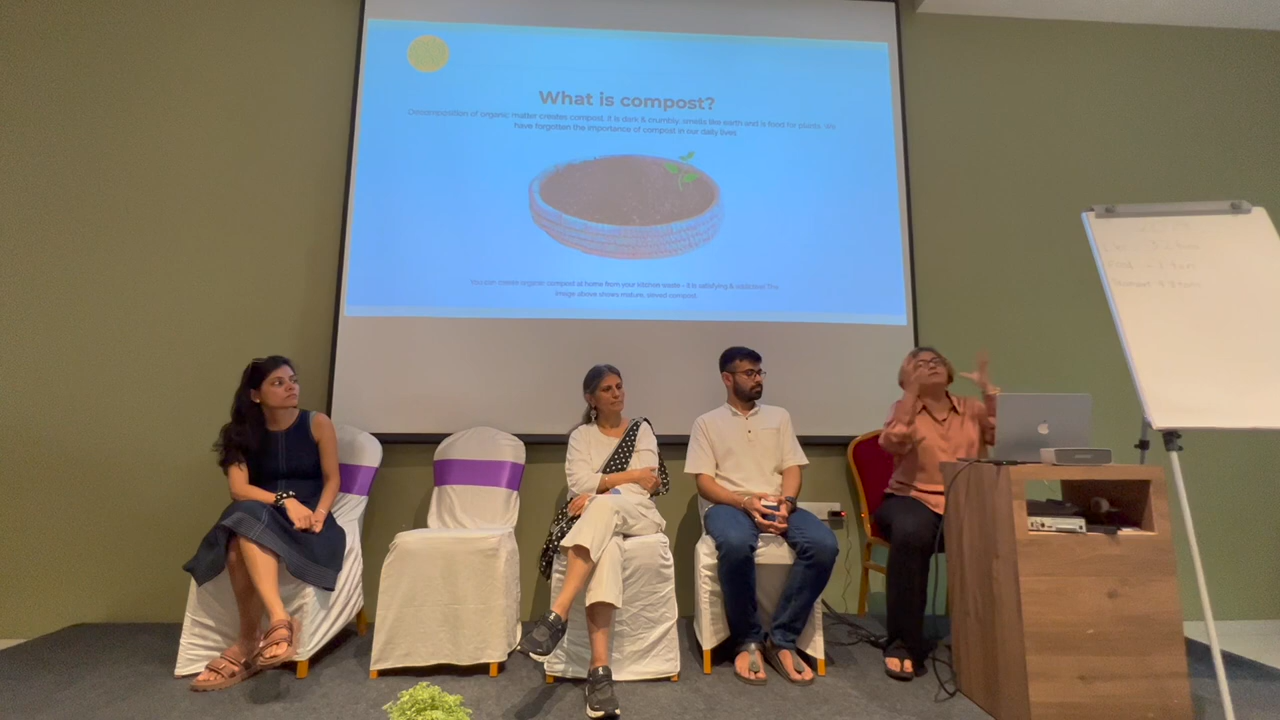 What is compost?
Decomposition of organic matter creates compost. It is dark & crumbly, smells like earth and is food for plants. We
have forgotten the importance of compost in our daily lives
You can create organic compost at home from your kitchen waste - it is satisfying & addictive! The
image above shows mature, sieved compost.